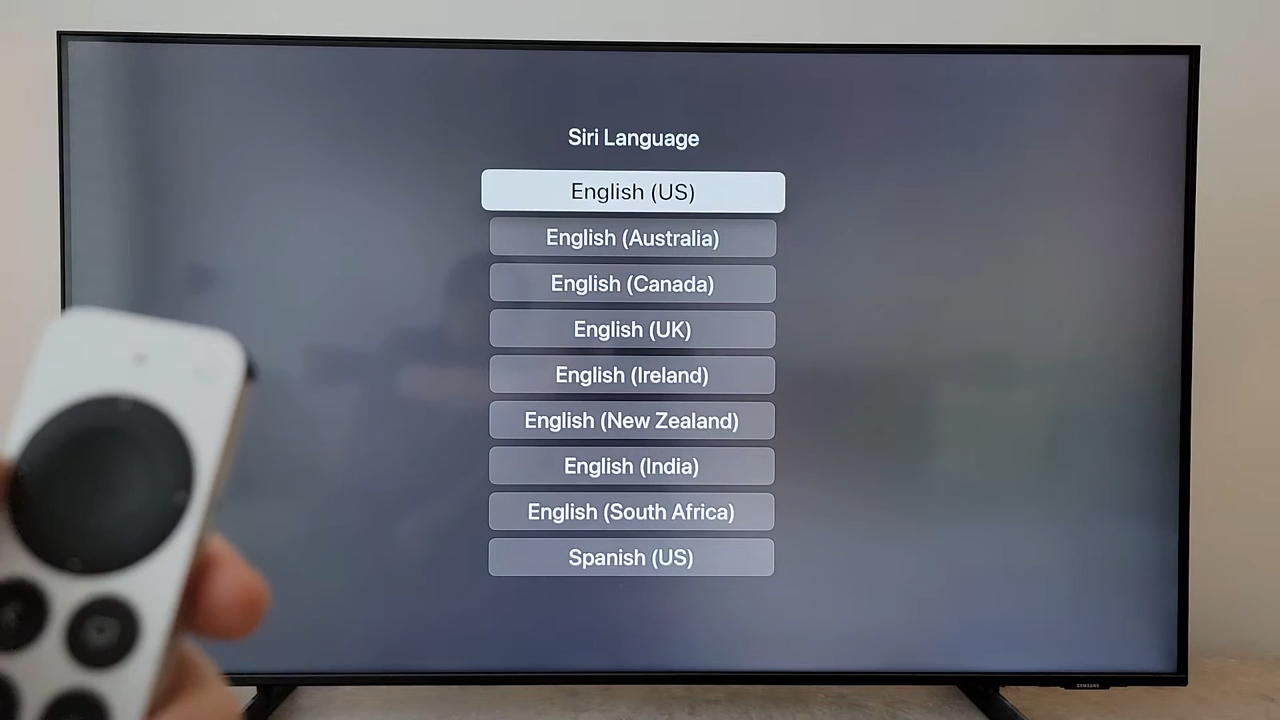 Siri Language
English (US)
English (Australia)
English (Canada)
English (UK)
English (Ireland)
English (New Zealand)
English (India)
English (South Africa)
Spanish (US)
SAMSUNG